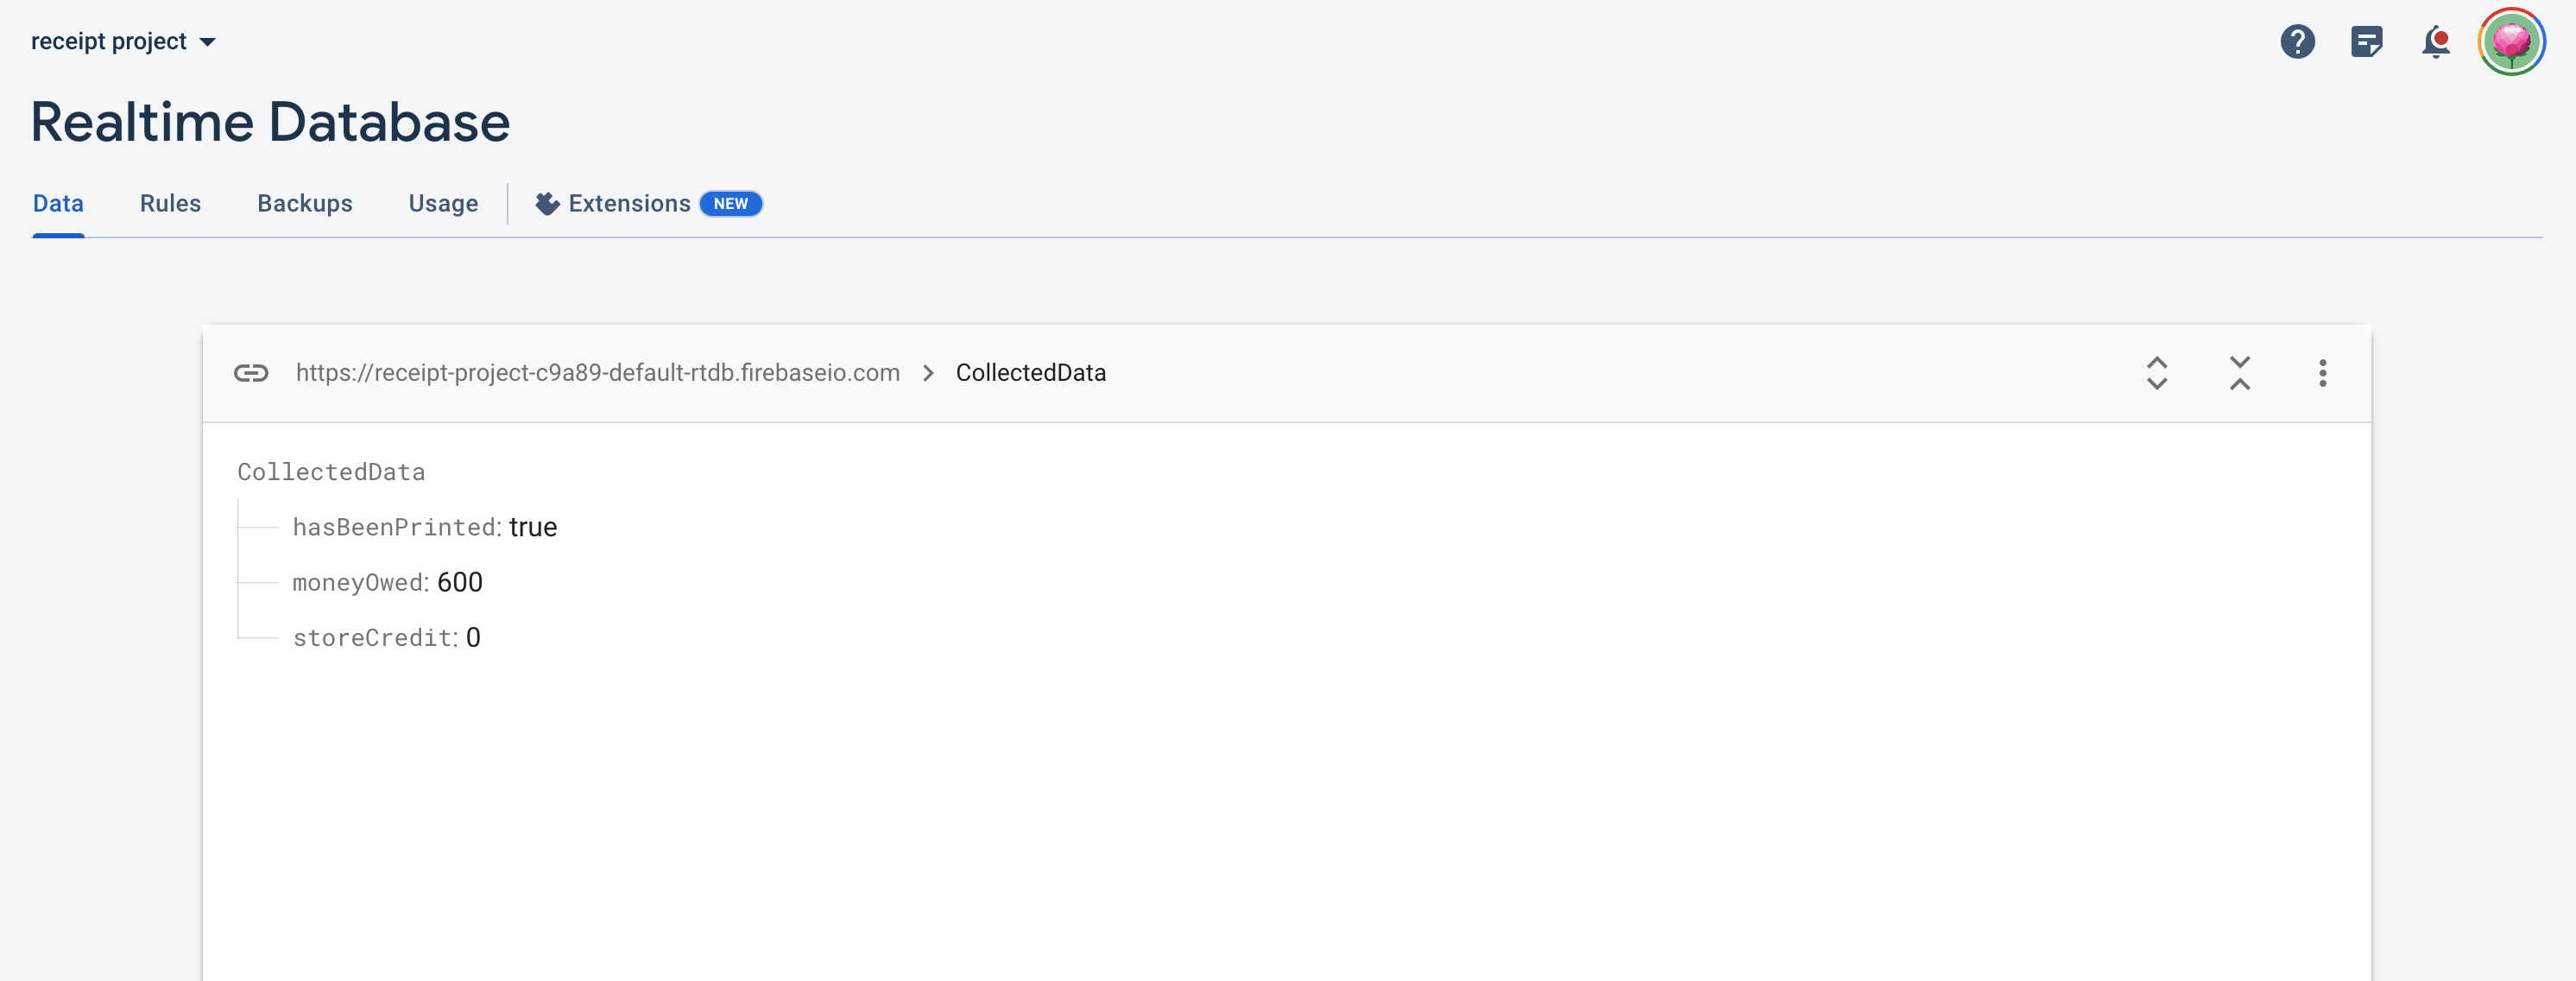 receipt project
Realtime Database
Data Rules Backups Usage Extensions NEW
https://receipt-project-c9a89-default-rtdb.firebaseio.com > CollectedData
CollectedData
hasBeenPrinted: true
moneyOwed: 600
storeCredit: 0